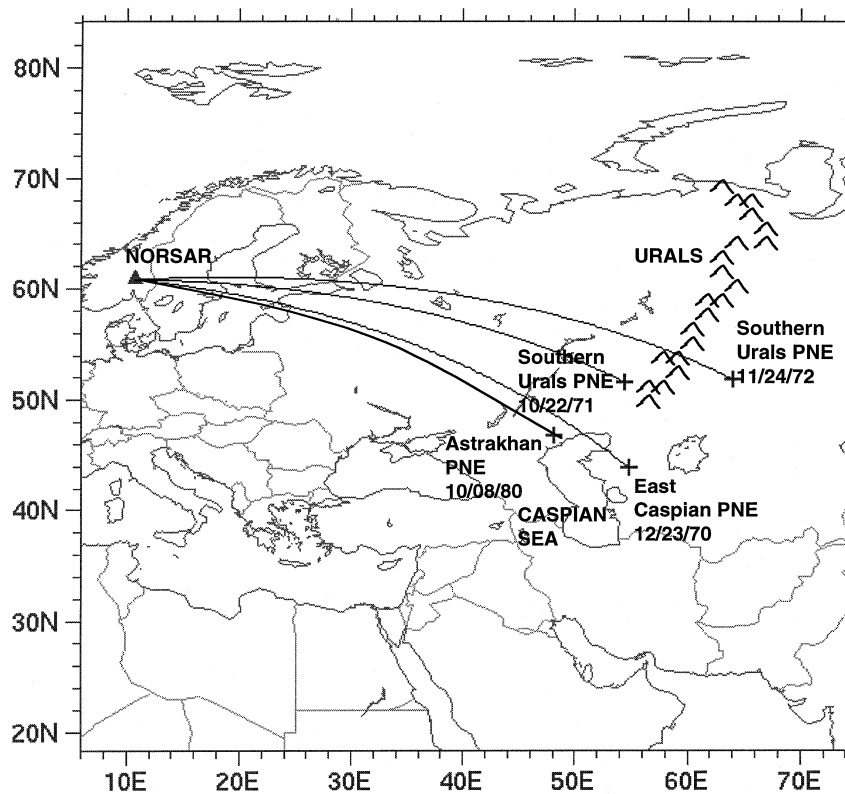 80N
70N
NORSAR
URALS
60N
Southern
Urals PNE
11/24/72
Southern
Urals PNE
10/22/71
50N
Astrakhan
PNE
10/08/80
East
Caspian PNE
12/23/70
40N
CASPIAN
SEA
30N
20N
10E 20E 30E 40E 50E 60E 70E